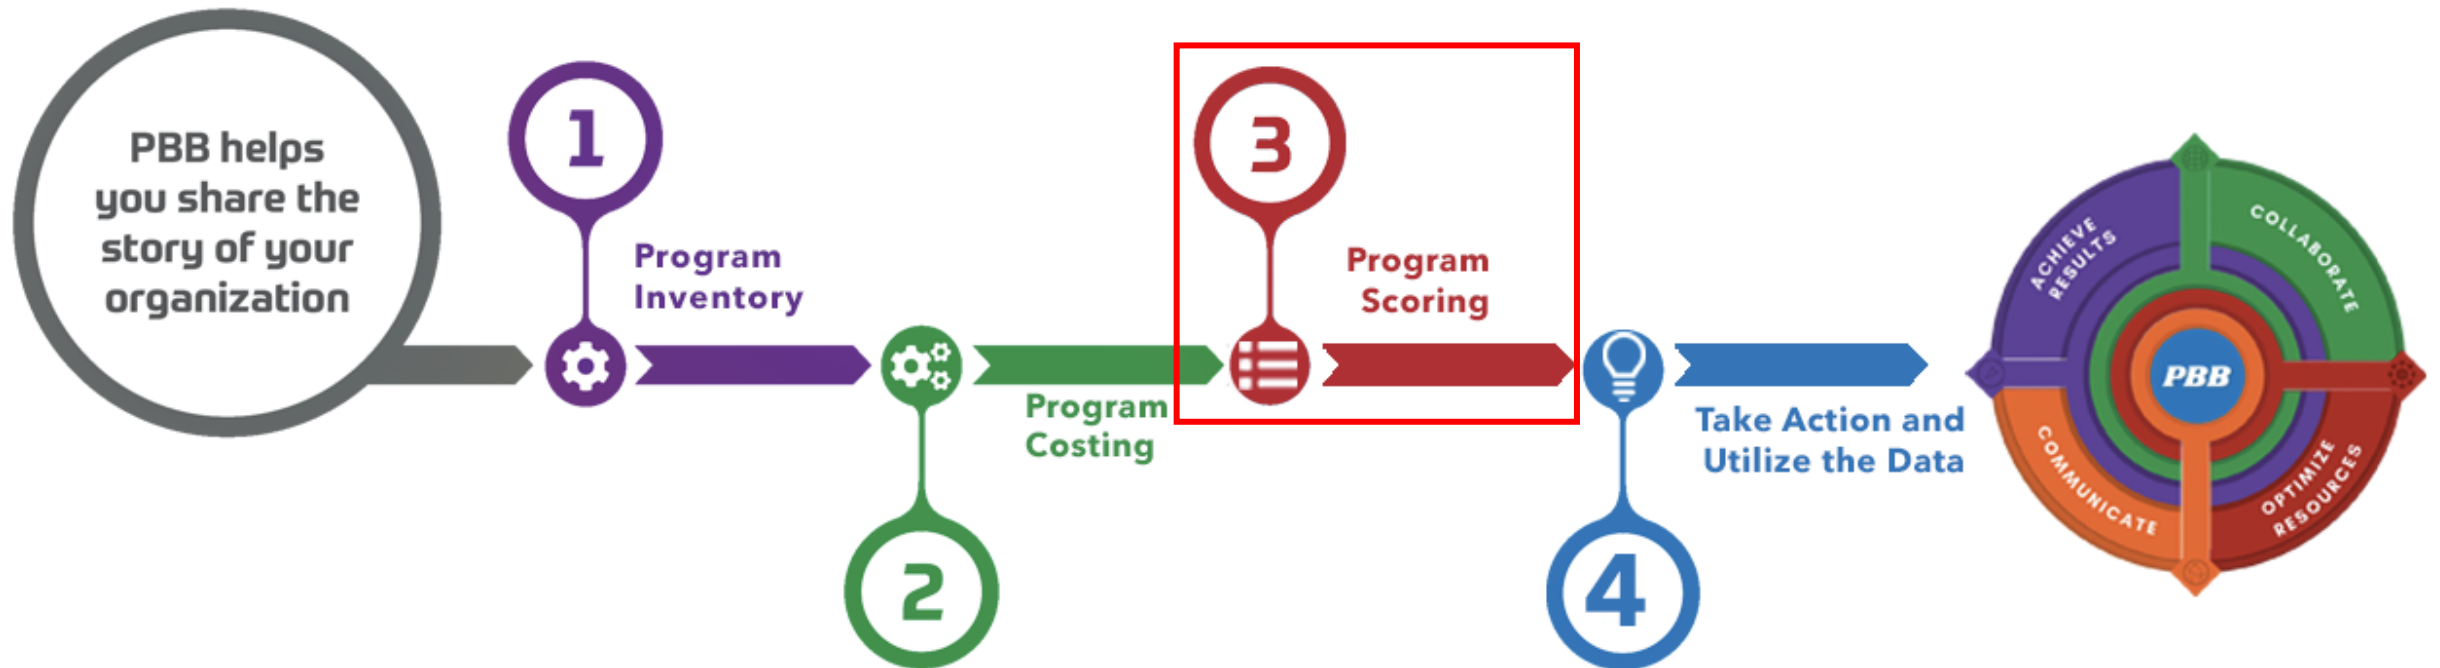 PBB helps
you share the
story of your
organization
1
Program
Inventory
2
Program
Costing
3
Program
Scoring
4
Take Action and
Utilize the Data
ACHIEVE
RESULTS
COLLABORATE
PBB
COMMUNICATE
OPTIMIZE
RESOURCES